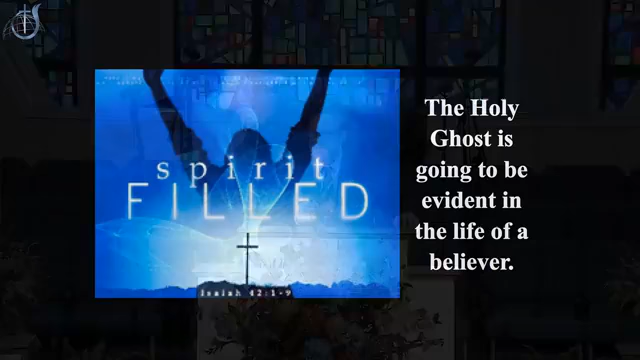 spirit
FILLED
Isaiah 42:1-9
The Holy
Ghost is
going to be
evident in
the life of a
believer.